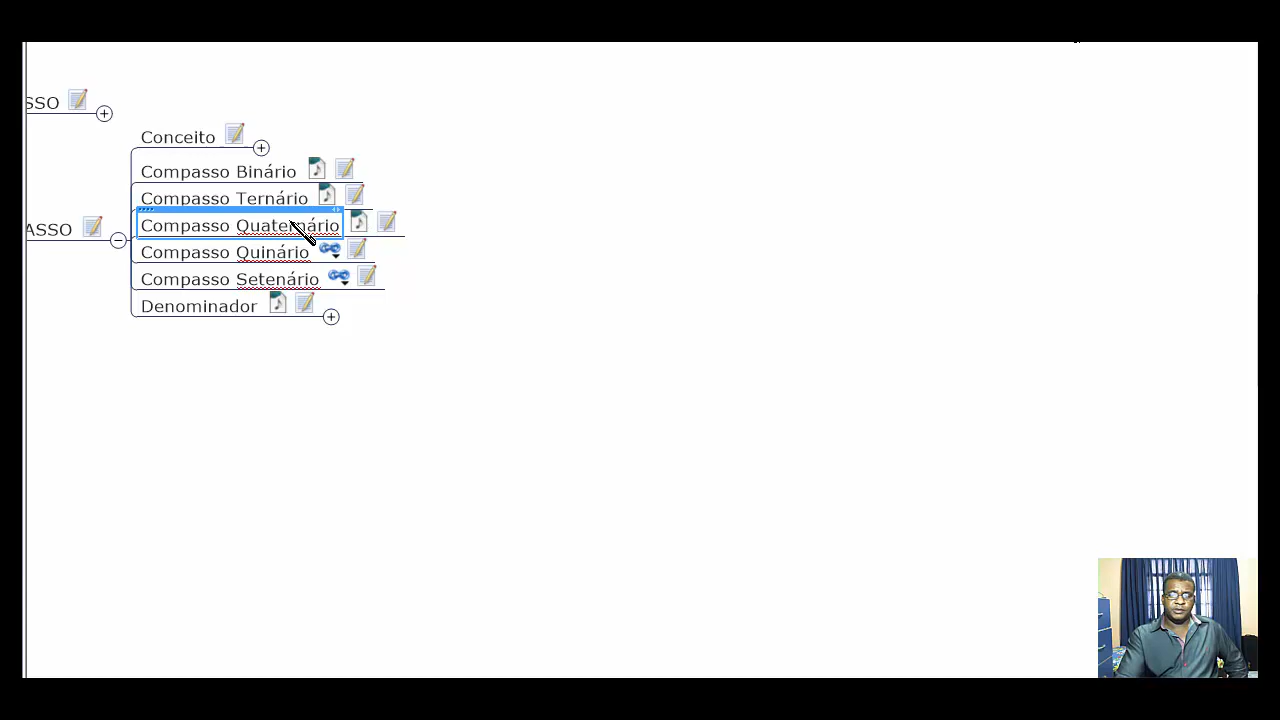 SSO
Conceito
Compasso Binário
Compasso Ternário
Compasso Quaternário
ASSO
Compasso Quinário
Compasso Setenário
Denominador